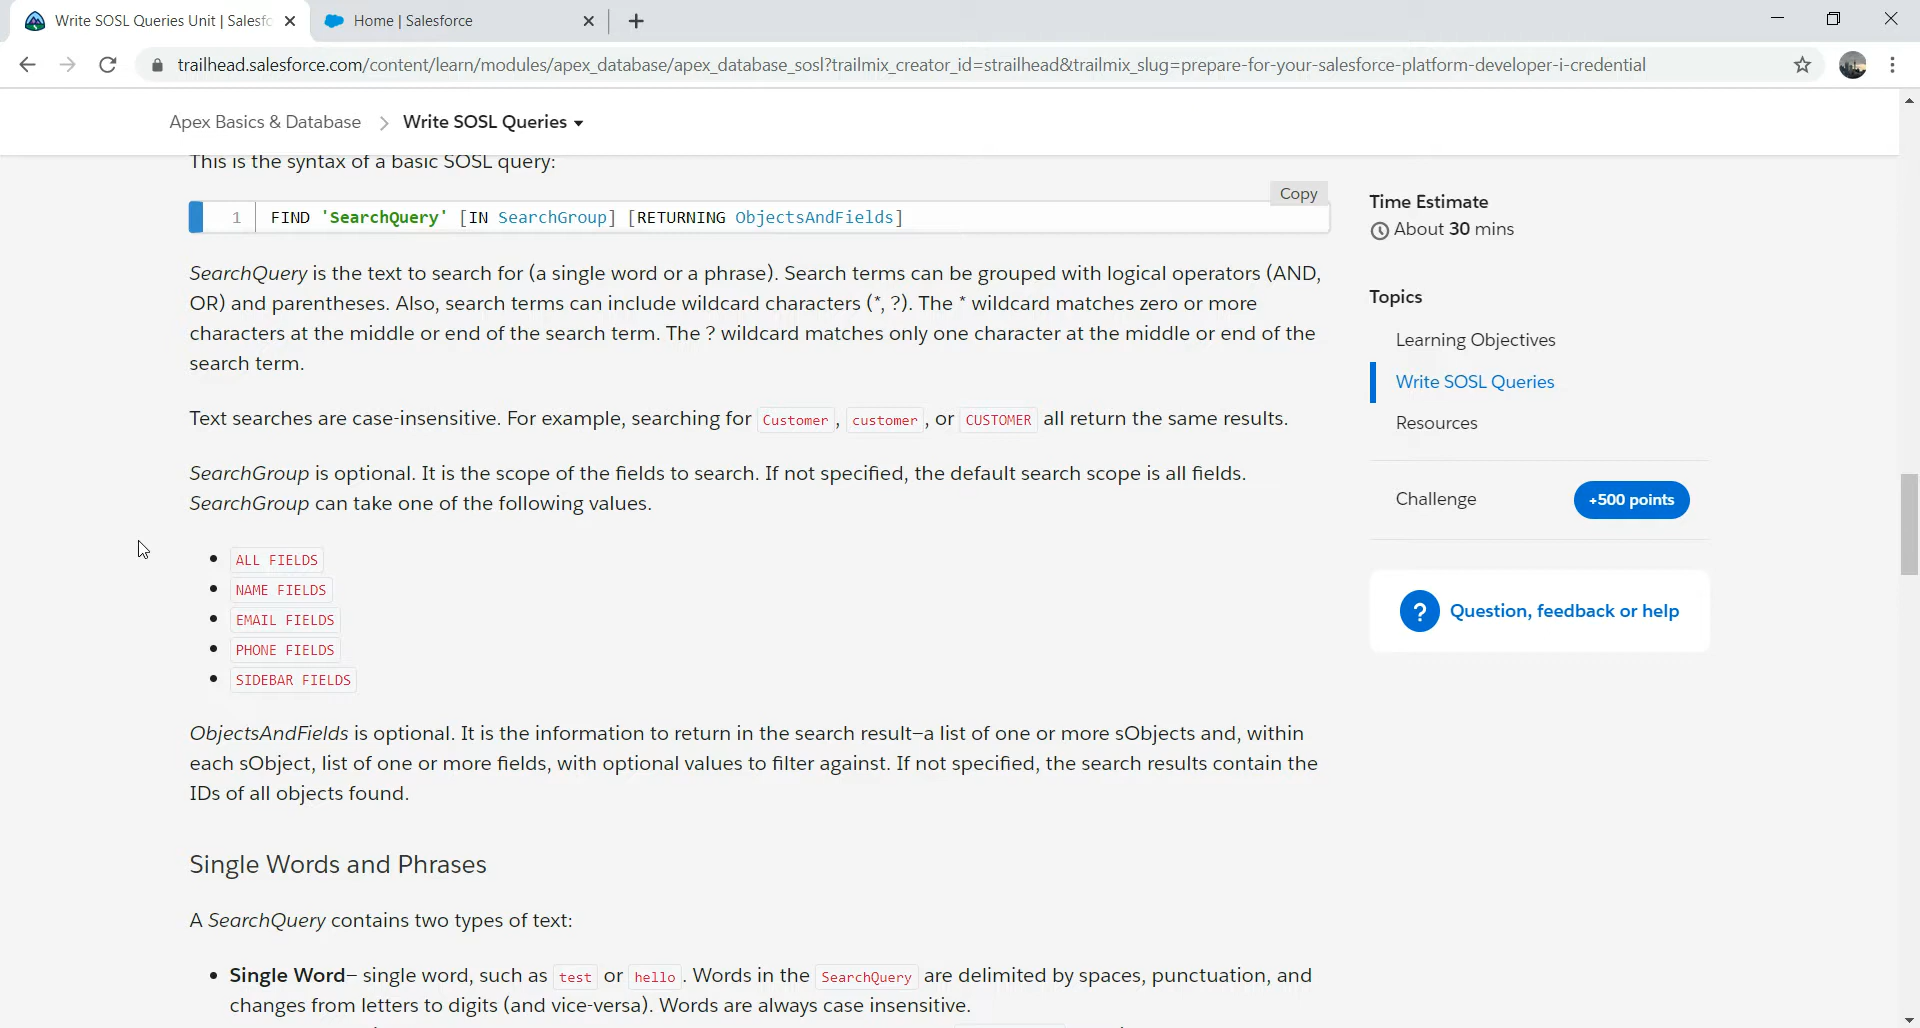 Write SOSL Queries Unit | Salesfc
Home | Salesforce
trailhead.salesforce.com/content/learn/modules/apex_database/apex_database_sosl?trailmix_creator_id=strailhead&trailmix_slug=prepare-for-your-salesforce-platform-developer-i-credential
Apex Basics & Database > Write SOSL Queries
This is the syntax of a basic SOSL query:
Copy
1 FIND 'SearchQuery' [IN SearchGroup] [RETURNING ObjectsAndFields]
SearchQuery is the text to search for (a single word or a phrase). Search terms can be grouped with logical operators (AND,
OR) and parentheses. Also, search terms can include wildcard characters (*, ?). The * wildcard matches zero or more
characters at the middle or end of the search term. The ? wildcard matches only one character at the middle or end of the
search term.
Text searches are case-insensitive. For example, searching for Customer, customer, or CUSTOMER all return the same results.
SearchGroup is optional. It is the scope of the fields to search. If not specified, the default search scope is all fields.
SearchGroup can take one of the following values.
• ALL FIELDS
• NAME FIELDS
• EMAIL FIELDS
• PHONE FIELDS
• SIDEBAR FIELDS
ObjectsAndFields is optional. It is the information to return in the search result—a list of one or more sObjects and, within
each sObject, list of one or more fields, with optional values to filter against. If not specified, the search results contain the
IDs of all objects found.
Single Words and Phrases
A SearchQuery contains two types of text:
• Single Word— single word, such as test or hello. Words in the SearchQuery are delimited by spaces, punctuation, and
changes from letters to digits (and vice-versa). Words are always case insensitive.
Time Estimate
About 30 mins
Topics
Learning Objectives
Write SOSL Queries
Resources
Challenge
+500 points
? Question, feedback or help